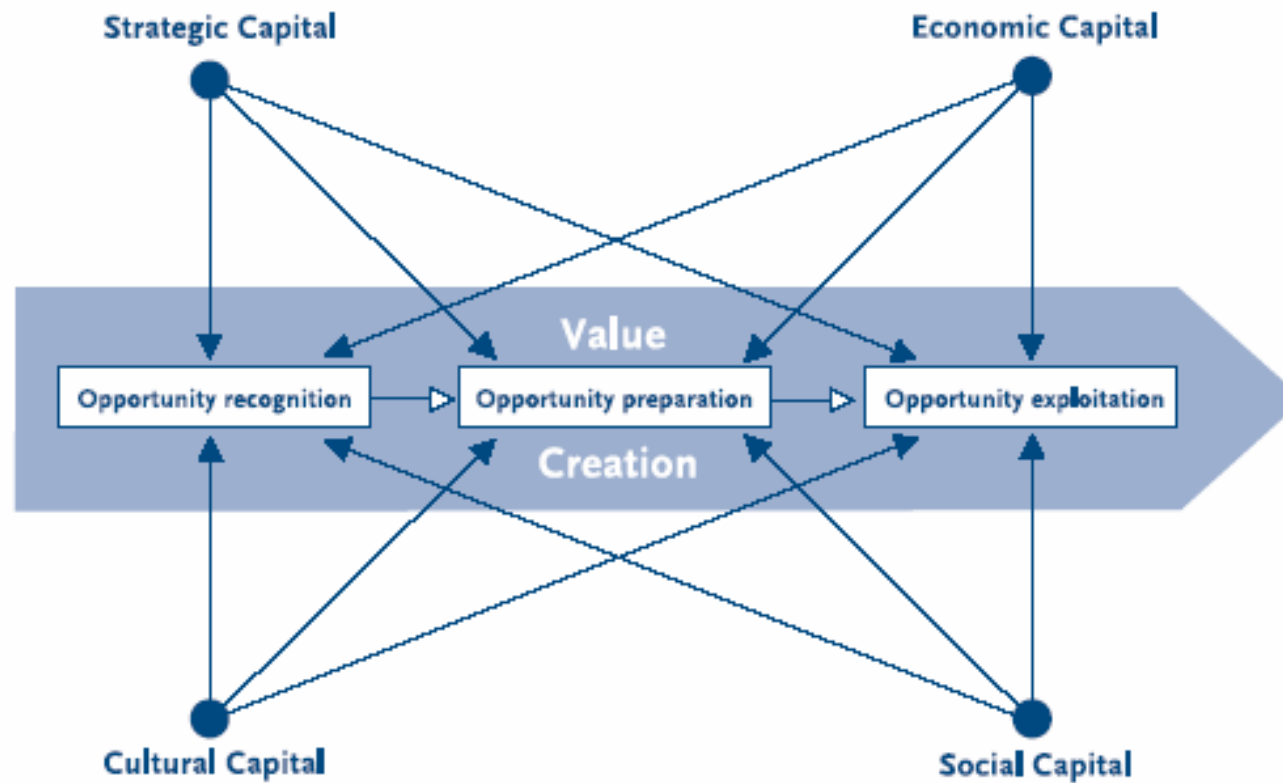 Strategic Capital
Economic Capital
Value
Opportunity recognition
Opportunity preparation
Opportunity exploitation
Creation
Cultural Capital
Social Capital